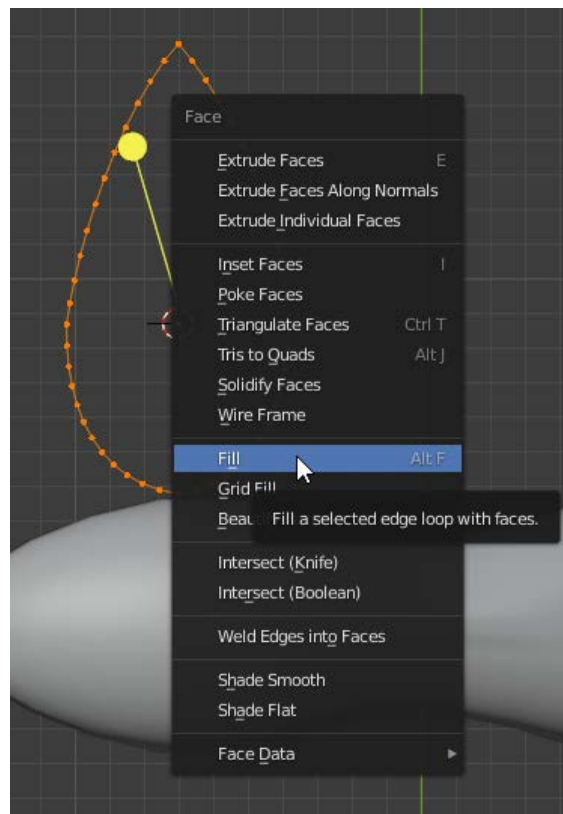 Face
Extrude Faces E
Extrude Faces Along Normals
Extrude Individual Faces
Inset Faces I
Poke Faces
Triangulate Faces Ctrl T
Tris to Quads Alt J
Solidify Faces
Wire Frame
Fill Alt F
Grid Fill
Beau
Fill a selected edge loop with faces.
Intersect (Knife)
Intersect (Boolean)
Weld Edges into Faces
Shade Smooth
Shade Flat
Face Data